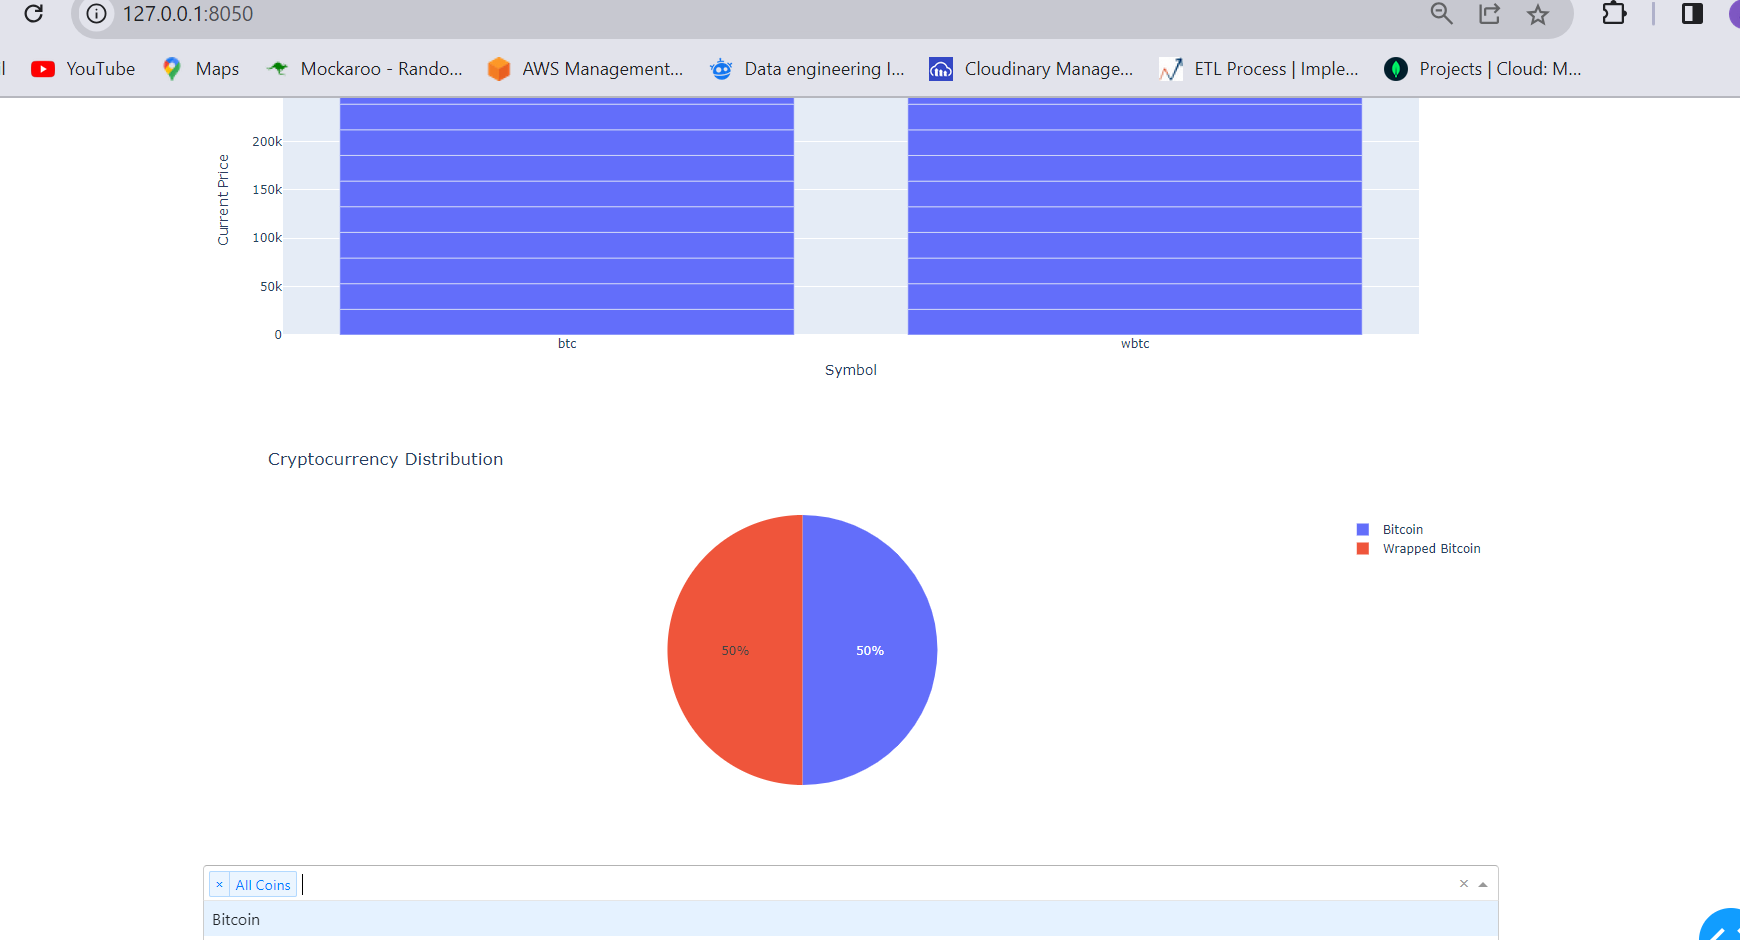 127.0.0.1:8050
YouTube Maps Mockaroo - Rando... AWS Management... Data engineering I... Cloudinary Manage... ETL Process | Imple... Projects | Cloud: M...
200k
150k
100k
50k
0
Current Price
btc wbtc
Symbol
Cryptocurrency Distribution
Bitcoin
Wrapped Bitcoin
50% 50%
× All Coins ×
Bitcoin